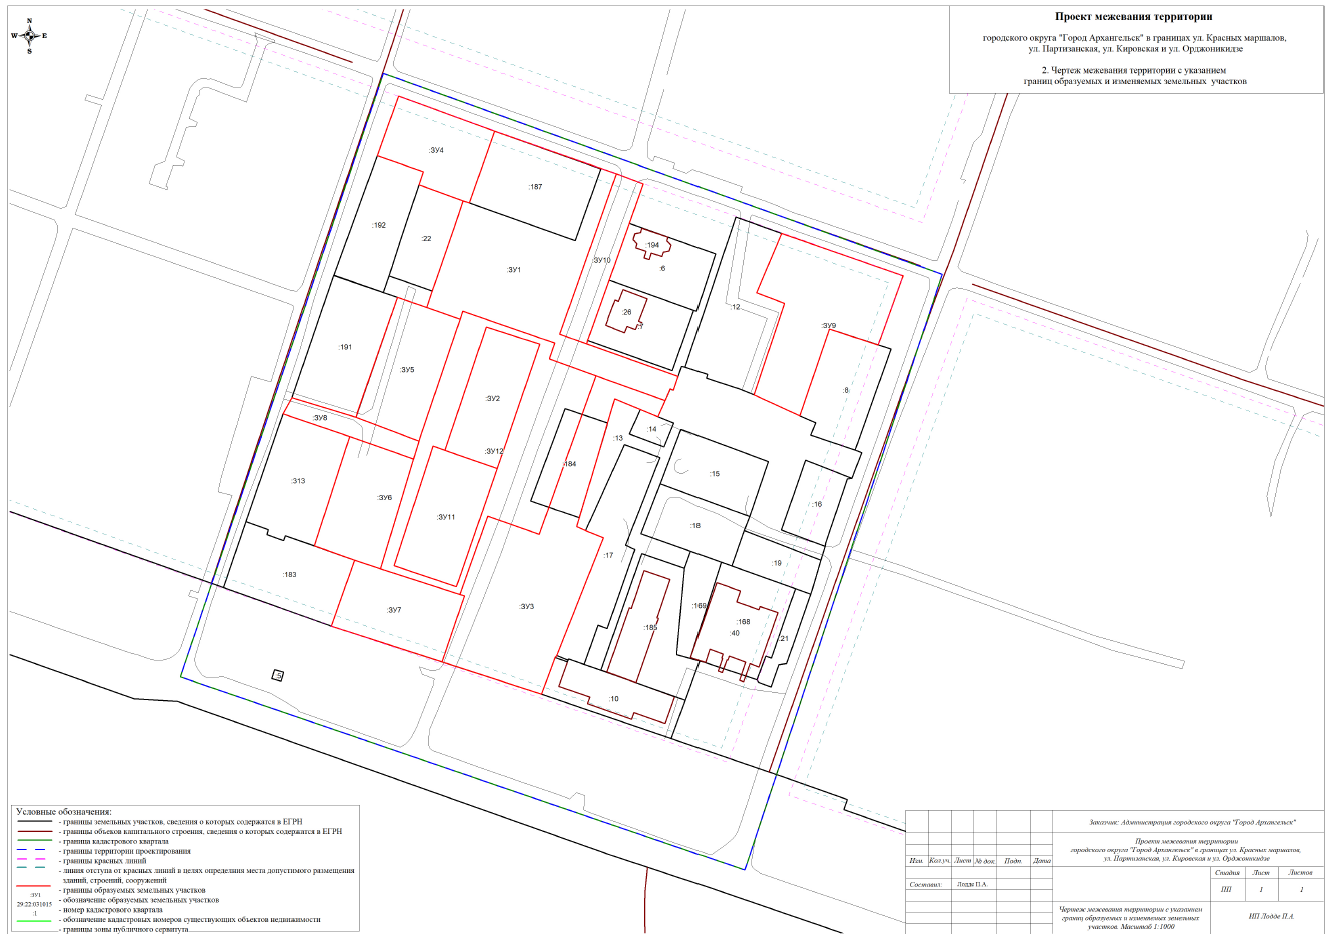 Проект межевания территории
городского округа "Город Архангельск" в границах ул. Красных маршалов,
ул. Партизанская, ул. Кировская и ул. Орджоникидзе
2. Чертеж межевания территории с указанием
границ образуемых и изменяемых земельных участков
N
W E
S
:ЗУ4
:187
:192
:22
:194
:ЗУ1
:ЗУ10
:6
:12
:26
:ЗУ9
:191
:ЗУ5
:8
:ЗУ2
:ЗУ8
:14
:13
:ЗУ12
:184
:15
:313
:ЗУ6
:16
:ЗУ11
:18
:17
:19
:183
:ЗУ7
:ЗУ3
:169
:168
:185
:40
:21
:5
:10
Условные обозначения:
- границы земельных участков, сведения о которых содержатся в ЕГРН
- границы объеков капитального строения, сведения о которых содержатся в ЕГРН
- граница кадастрового квартала
- границы территории проектирования
- границы красных линий
- линия отступа от красных линий в целях определния места допустимого размещения
зданий, строений, сооружений
- границы образуемых земельных участков
:ЗУ1 - обозначение образуемых земельных участков
29:22:031015 - номер кадастрового квартала
:1 - обозначение кадастровых номеров существующих объектов недвижимости
- границы зоны публичного сервитута
Заказчик: Администрация городского округа "Город Архангельск"
Проект межевания территории
городского округа "Город Архангельск" в границах ул. Красных маршалов,
ул. Партизанская, ул. Кировская и ул. Орджоникидзе
Изм. Кол.уч. Лист № док. Подп. Дата
Стадия Лист Листов
Составил: Лодде П.А.
ПП 1 1
Чертеж межевания территории с указанием
границ образуемых и изменяемых земельных
участков. Масштаб 1:1000
ИП Лодде П.А.